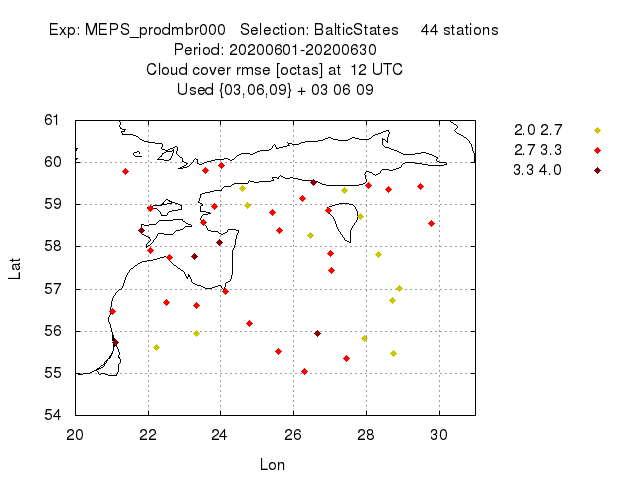 Exp: MEPS_prodmbr000 Selection: BalticStates 44 stations
Period: 20200601-20200630
Cloud cover rmse [octas] at 12 UTC
Used {03,06,09} + 03 06 09
2.0 2.7
2.7 3.3
3.3 4.0
61
60
59
58
57
56
55
54
Lat
20 22 24 26 28 30
Lon